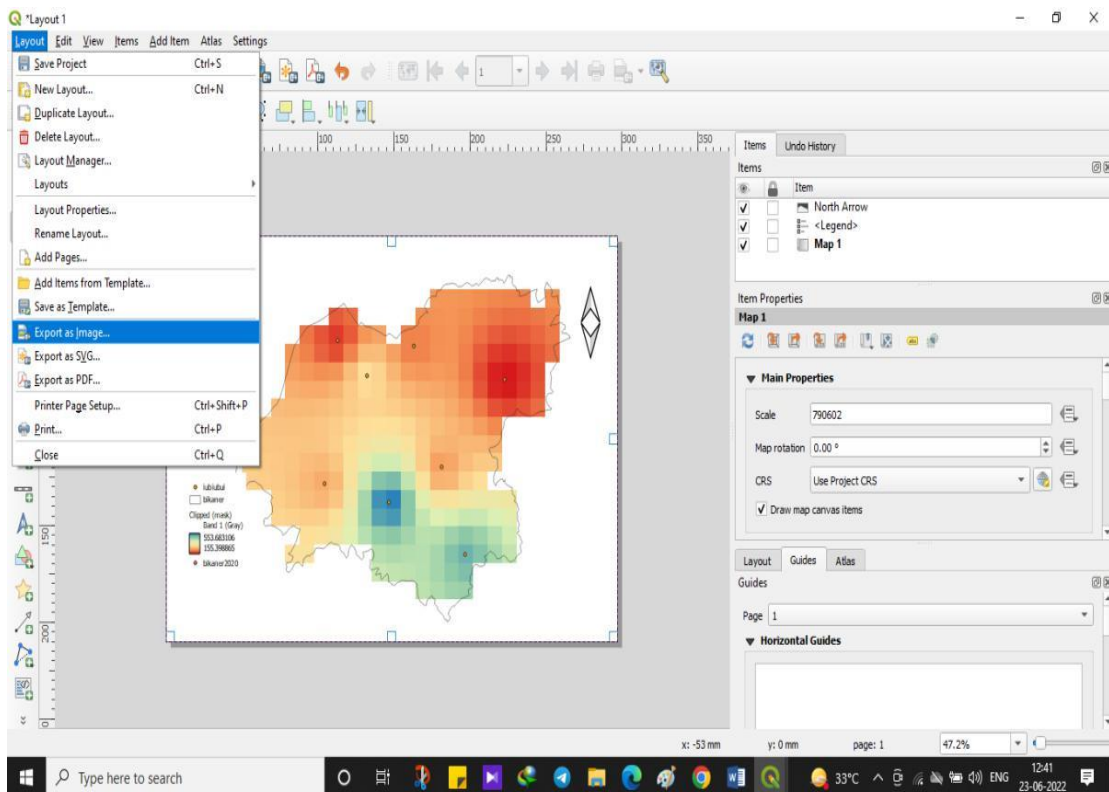 *Layout 1
Layout Edit View Items Add Item Atlas Settings
Save Project Ctrl+S
New Layout... Ctrl+N
Duplicate Layout...
Delete Layout...
Layout Manager...
Layouts
Layout Properties...
Rename Layout...
Add Pages...
Add Items from Template...
Save as Template...
Export as Image...
Export as SVG...
Export as PDF...
Printer Page Setup... Ctrl+Shift+P
Print... Ctrl+P
Close Ctrl+Q
1
100 150 200 250 300 350
150
200
0
bikaner
Clipped (mask)
Band 1 (Gray)
553.683106
155.398865
bikaner2020
Items Undo History
Items
Item
North Arrow
<Legend>
Map 1
Item Properties
Map 1
Main Properties
Scale 790602
Map rotation 0.00 °
CRS Use Project CRS
Draw map canvas items
Layout Guides Atlas
Guides
Page 1
Horizontal Guides
x: -53 mm y: 0 mm page: 1 47.2%
Type here to search
33°C ENG 12:41
23-06-2022